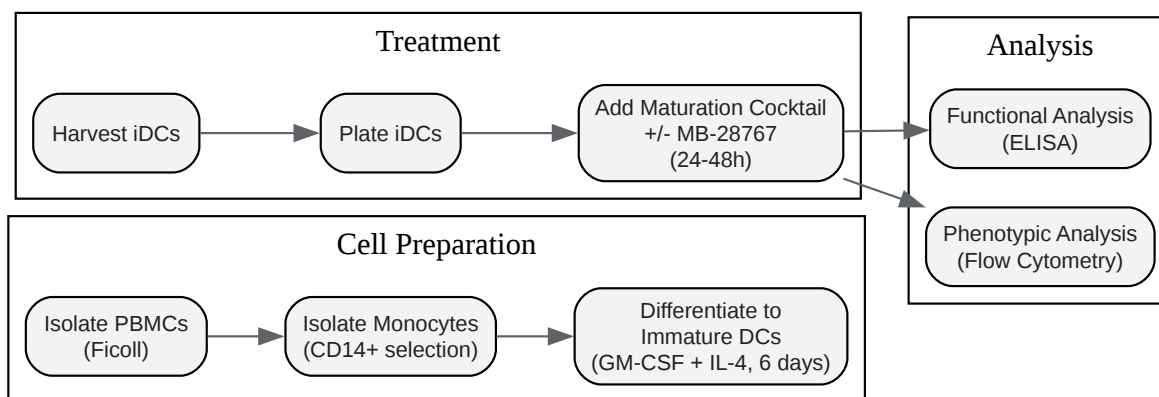 Treatment
Harvest iDCs
Plate iDCs
Add Maturation Cocktail
+/- MB-28767
(24-48h)
Analysis
Functional Analysis
(ELISA)
Phenotypic Analysis
(Flow Cytometry)
Cell Preparation
Isolate PBMCs
(Ficoll)
Isolate Monocytes
(CD14+ selection)
Differentiate to
Immature DCs
(GM-CSF + IL-4, 6 days)